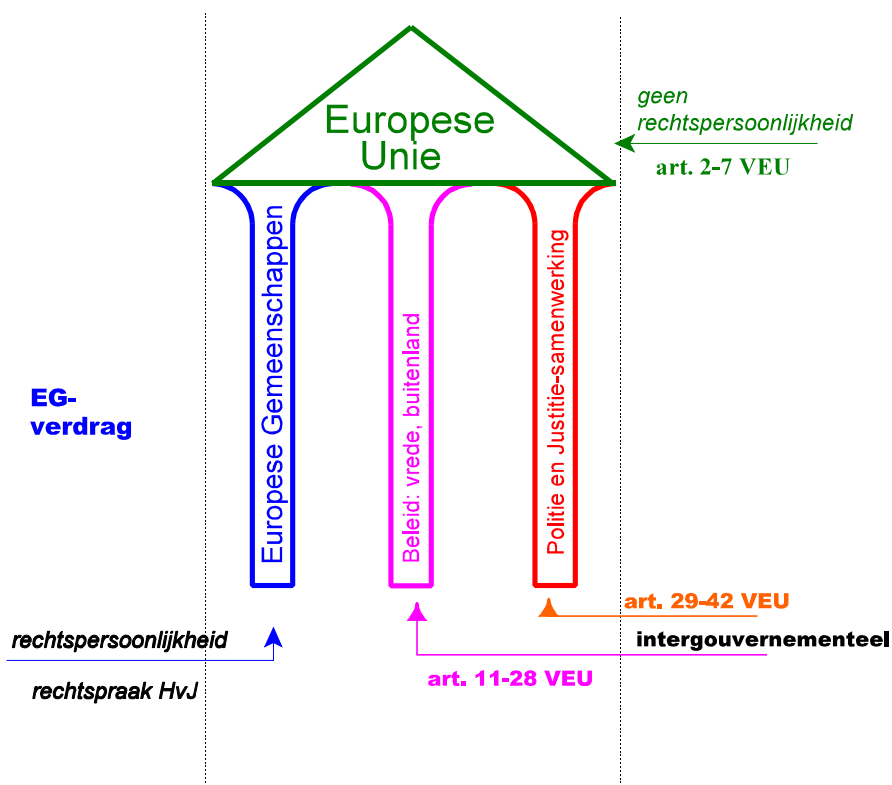 Europese
Unie
geen
rechtspersoonlijkheid
art. 2-7 VEU
EG-
verdrag
Europese Gemeenschappen
Beleid: vrede, buitenland
Politie en Justitie-samenwerking
art. 29-42 VEU
rechtspersoonlijkheid
intergouvernementeel
art. 11-28 VEU
rechtspraak HvJ